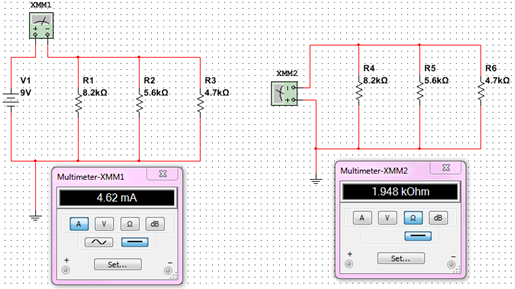 XMM1
V1
9V
R1
8.2kΩ
R2
5.6kΩ
R3
4.7kΩ
XMM2
R4
8.2kΩ
R5
5.6kΩ
R6
4.7kΩ
Multimeter-XMM1
4.62 mA
A V Ω dB
+ Set... -
Multimeter-XMM2
1.948 kOhm
A V Ω dB
+ Set... -